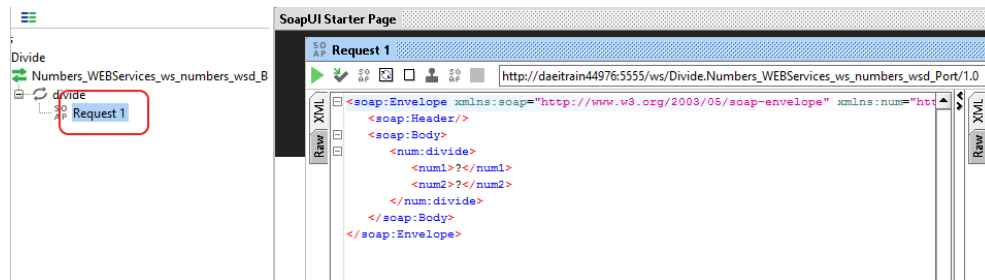 SoapUI Starter Page
SOAP Request 1
Divide
Numbers_WEBServices_ws_numbers_wsd_B
divide
SOAP Request 1
http://daeitrain44976:5555/ws/Divide.Numbers_WEBServices_ws_numbers_wsd_Port/1.0
XML
Raw
<soap:Envelope xmlns:soap="http://www.w3.org/2003/05/soap-envelope" xmlns:num="htt
<soap:Header/>
<soap:Body>
<num:divide>
<num1>?</num1>
<num2>?</num2>
</num:divide>
</soap:Body>
</soap:Envelope>
XML
Raw